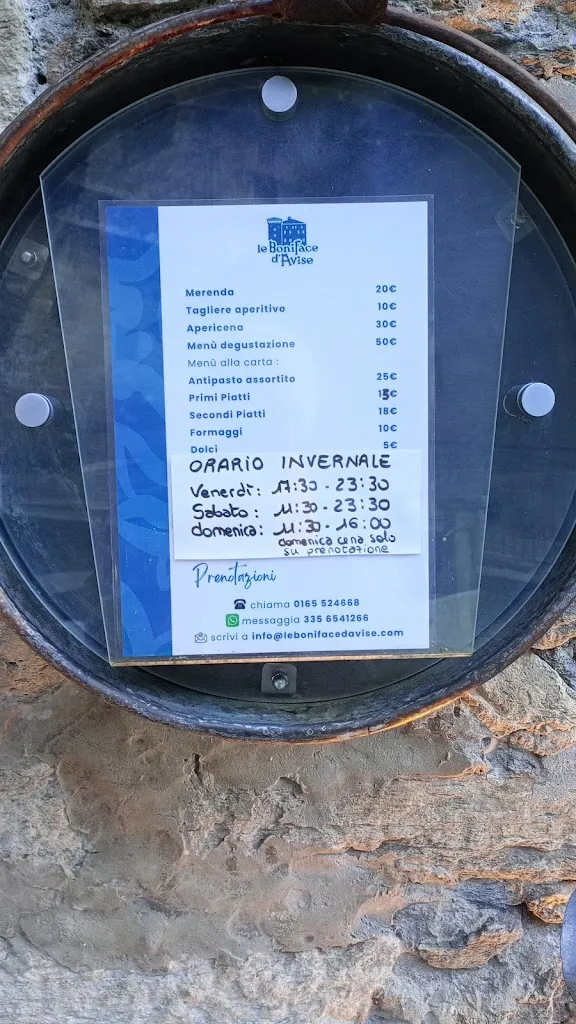 le Boniface
d'Avise
Merenda 20€
Tagliere aperitivo 10€
Apericena 30€
Menù degustazione 50€
Menù alla carta :
Antipasto assortito 25€
Primi Piatti 15€
Secondi Piatti 18€
Formaggi 10€
Dolci 5€
ORARIO INVERNALE
Venerdì: 17:30 - 23:30
Sabato: 11:30 - 23:30
domenica: 11:30 - 16:00
domenica cena solo
su prenotazione
Prenotazioni
chiama 0165 524668
messaggia 335 6541266
scrivi a info@lebonifacedavise.com